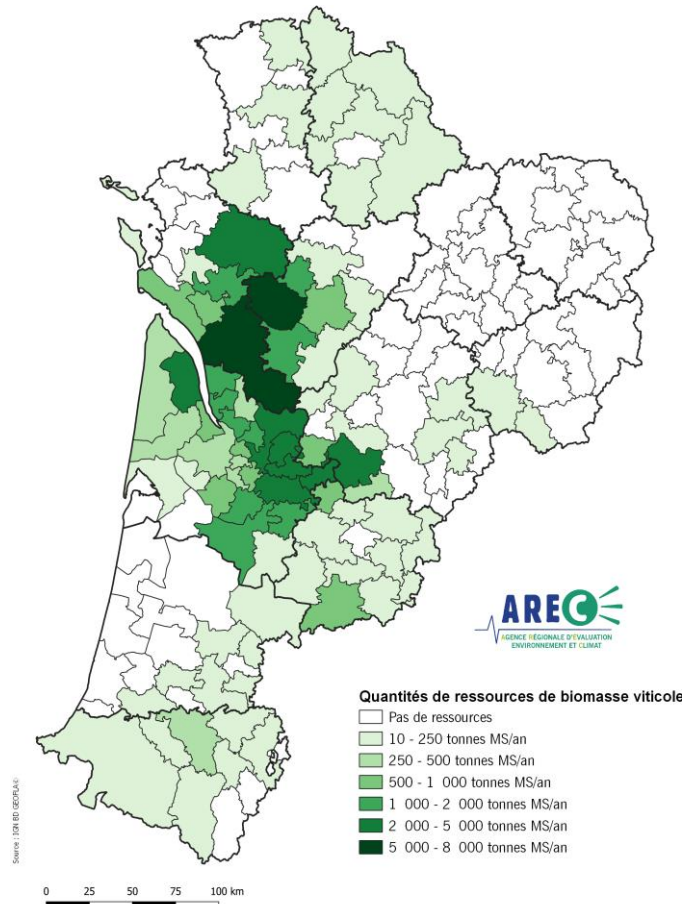 AREC
AGENCE RÉGIONALE D'ÉVALUATION
ENVIRONNEMENT ET CLIMAT
Quantités de ressources de biomasse viticole
Pas de ressources
10 - 250 tonnes MS/an
250 - 500 tonnes MS/an
500 - 1 000 tonnes MS/an
1 000 - 2 000 tonnes MS/an
2 000 - 5 000 tonnes MS/an
5 000 - 8 000 tonnes MS/an
Source : IGN BD GEOFLA©
0 25 50 75 100 km